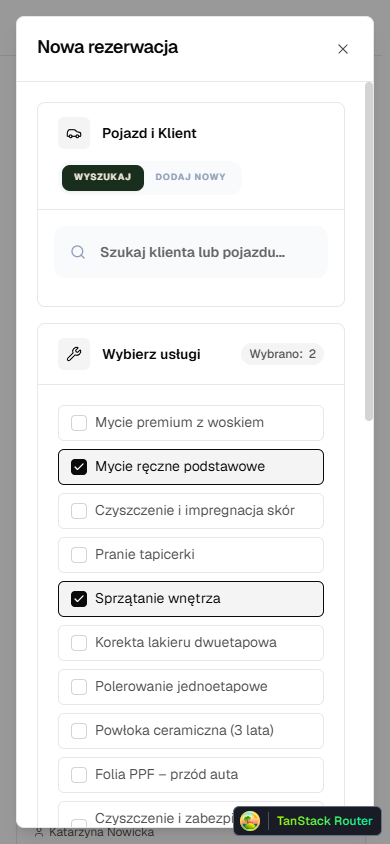 Nowa rezerwacja
Pojazd i Klient
WYSZUKAJ DODAJ NOWY
Szukaj klienta lub pojazdu...
Wybierz usługi Wybrano: 2
Mycie premium z woskiem
Mycie ręczne podstawowe
Czyszczenie i impregnacja skór
Pranie tapicerki
Sprzątanie wnętrza
Korekta lakieru dwuetapowa
Polerowanie jednoetapowe
Powłoka ceramiczna (3 lata)
Folia PPF – przód auta
Czyszczenie i zabezpi
TanStack Router
Katarzyna Nowicka